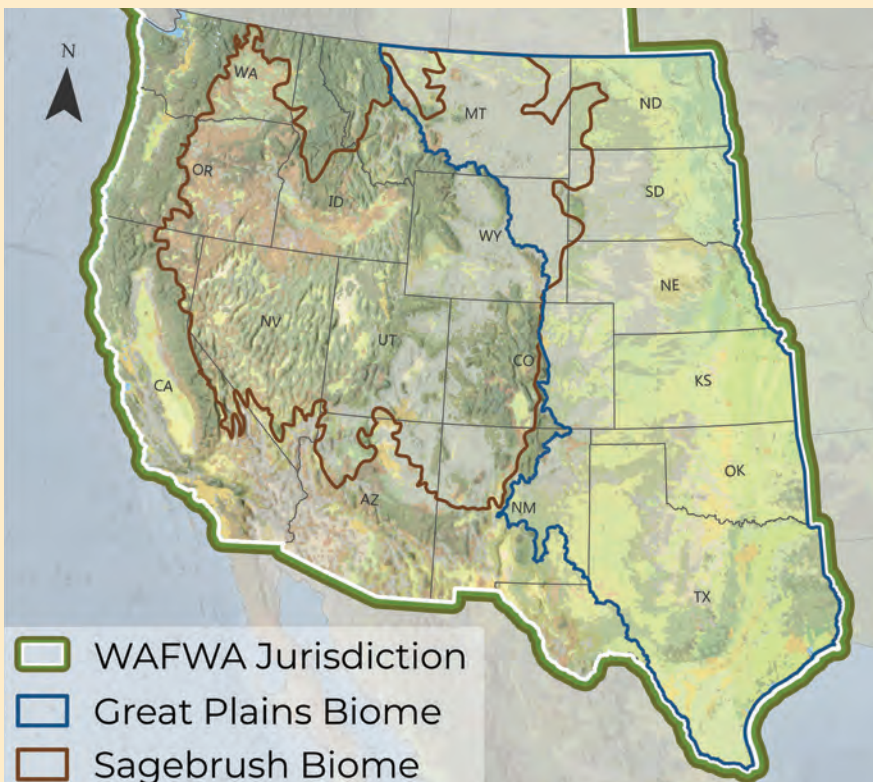 N
WA
MT
ND
OR
ID
SD
WY
NE
NV
UT
CO
KS
CA
OK
AZ
NM
TX
WAFWA Jurisdiction
Great Plains Biome
Sagebrush Biome